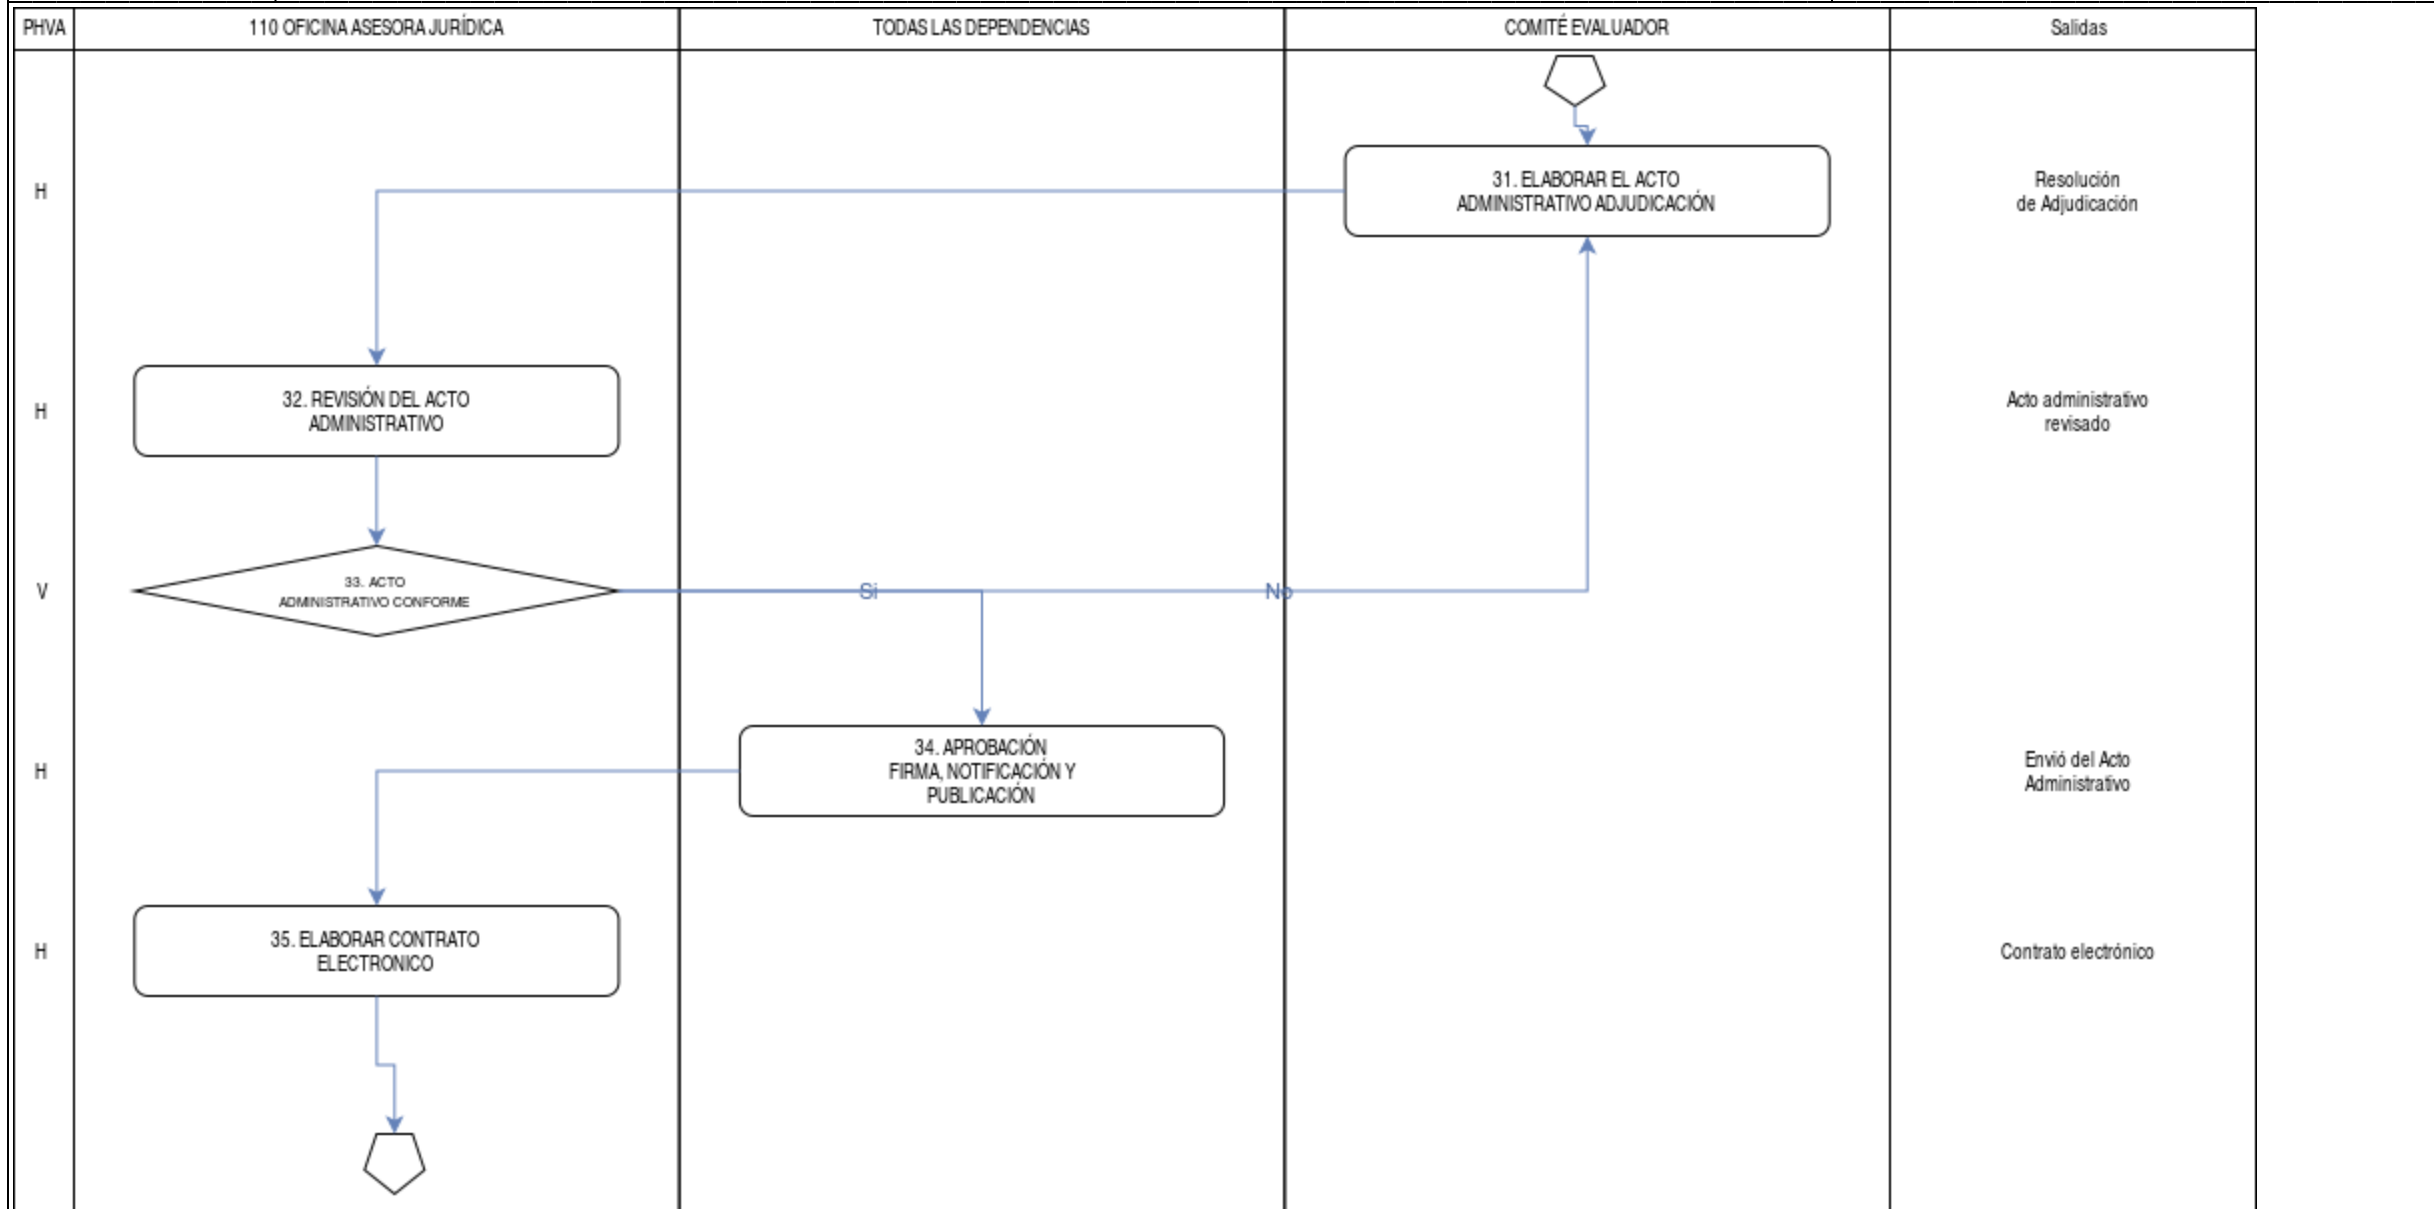 PHVA
110 OFICINA ASESORA JURÍDICA
TODAS LAS DEPENDENCIAS
COMITÉ EVALUADOR
Salidas
H
31. ELABORAR EL ACTO
ADMINISTRATIVO ADJUDICACIÓN
Resolución
de Adjudicación
H
32. REVISIÓN DEL ACTO
ADMINISTRATIVO
Acto administrativo
revisado
V
33. ACTO
ADMINISTRATIVO CONFORME
Si
No
H
34. APROBACIÓN
FIRMA, NOTIFICACIÓN Y
PUBLICACIÓN
Envió del Acto
Administrativo
H
35. ELABORAR CONTRATO
ELECTRONICO
Contrato electrónico